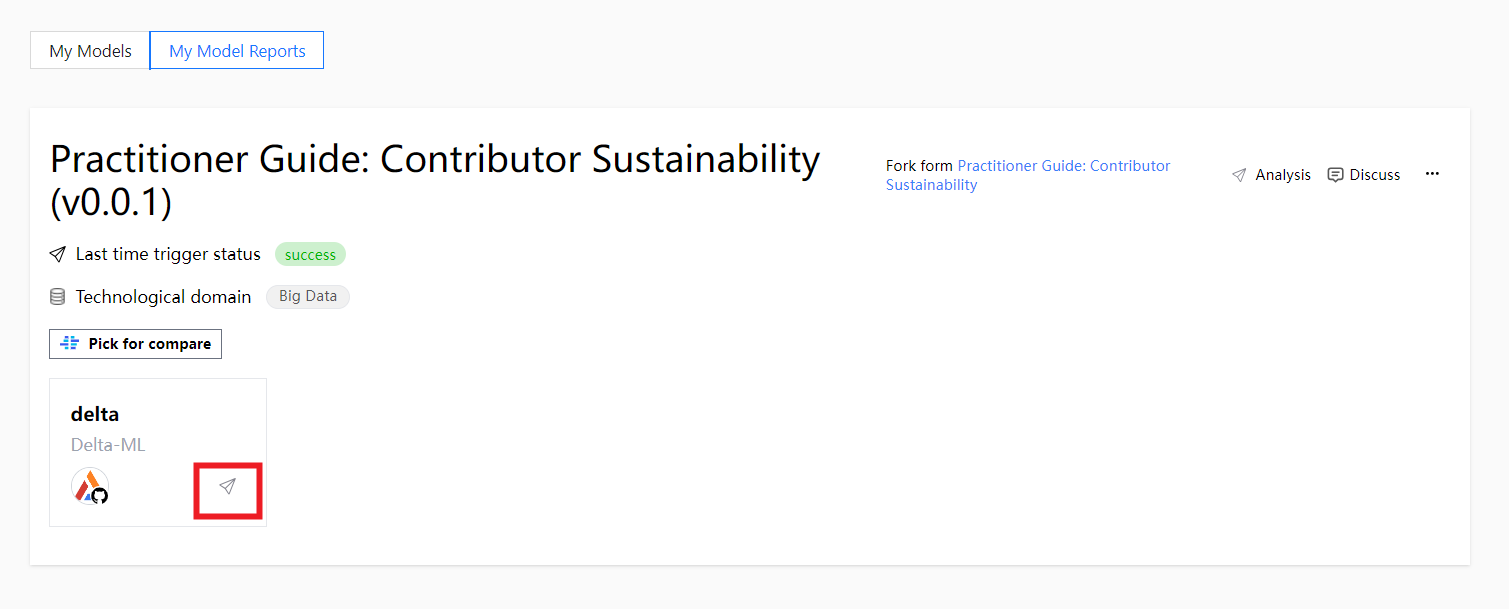 My Models
My Model Reports
Practitioner Guide: Contributor Sustainability
(v0.0.1)
Fork form Practitioner Guide: Contributor
Sustainability
Analysis
Discuss
Last time trigger status
success
Technological domain
Big Data
Pick for compare
delta
Delta-ML